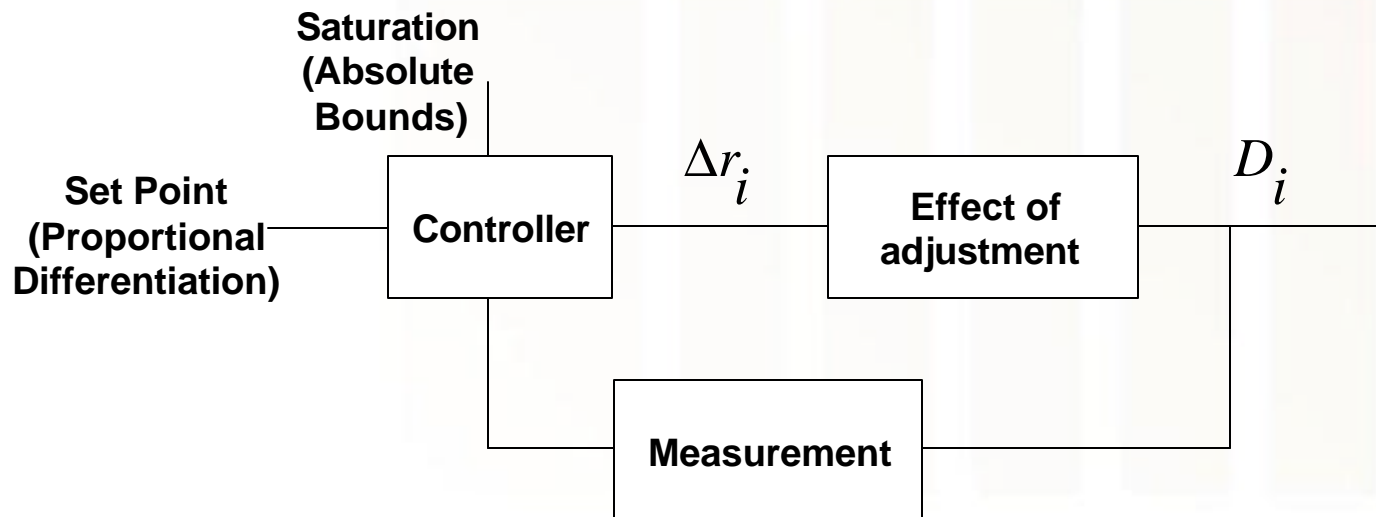 Saturation
(Absolute
Bounds)
Set Point
(Proportional
Differentiation)
Controller
Δr_i
Effect of
adjustment
D_i
Measurement